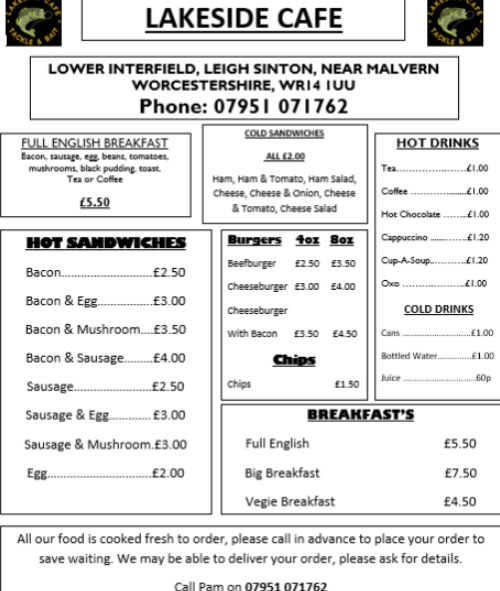 LAKESIDE CAFE
TACKLE & BAIT
LAKESIDE CAFE
LAKESIDE CAFE
TACKLE & BAIT
LOWER INTERFIELD, LEIGH SINTON, NEAR MALVERN
WORCESTERSHIRE, WR14 1UU
Phone: 07951 071762
FULL ENGLISH BREAKFAST
Bacon, sausage, egg, beans, tomatoes,
mushrooms, black pudding, toast.
Tea or Coffee
£5.50
COLD SANDWICHES
ALL £2.00
Ham, Ham & Tomato, Ham Salad,
Cheese, Cheese & Onion, Cheese
& Tomato, Cheese Salad
HOT DRINKS
Tea......................£1.00
Coffee ...................£1.00
Hot Chocolate .......£1.00
Cappuccino ............£1.20
Cup-A-Soup...........£1.20
Oxo ......................£1.00
COLD DRINKS
Cans ..........................£1.00
Bottled Water.............£1.00
Juice ............................60p
HOT SANDWICHES
Bacon.......................£2.50
Bacon & Egg..............£3.00
Bacon & Mushroom....£3.50
Bacon & Sausage.........£4.00
Sausage.....................£2.50
Sausage & Egg............. £3.00
Sausage & Mushroom.£3.00
Egg...........................£2.00
Burgers 4oz 8oz
Beefburger £2.50 £3.50
Cheeseburger £3.00 £4.00
Cheeseburger
With Bacon £3.50 £4.50
Chips
Chips £1.50
BREAKFAST'S
Full English £5.50
Big Breakfast £7.50
Vegie Breakfast £4.50
All our food is cooked fresh to order, please call in advance to place your order to
save waiting. We may be able to deliver your order, please ask for details.
Call Pam on 07951 071762